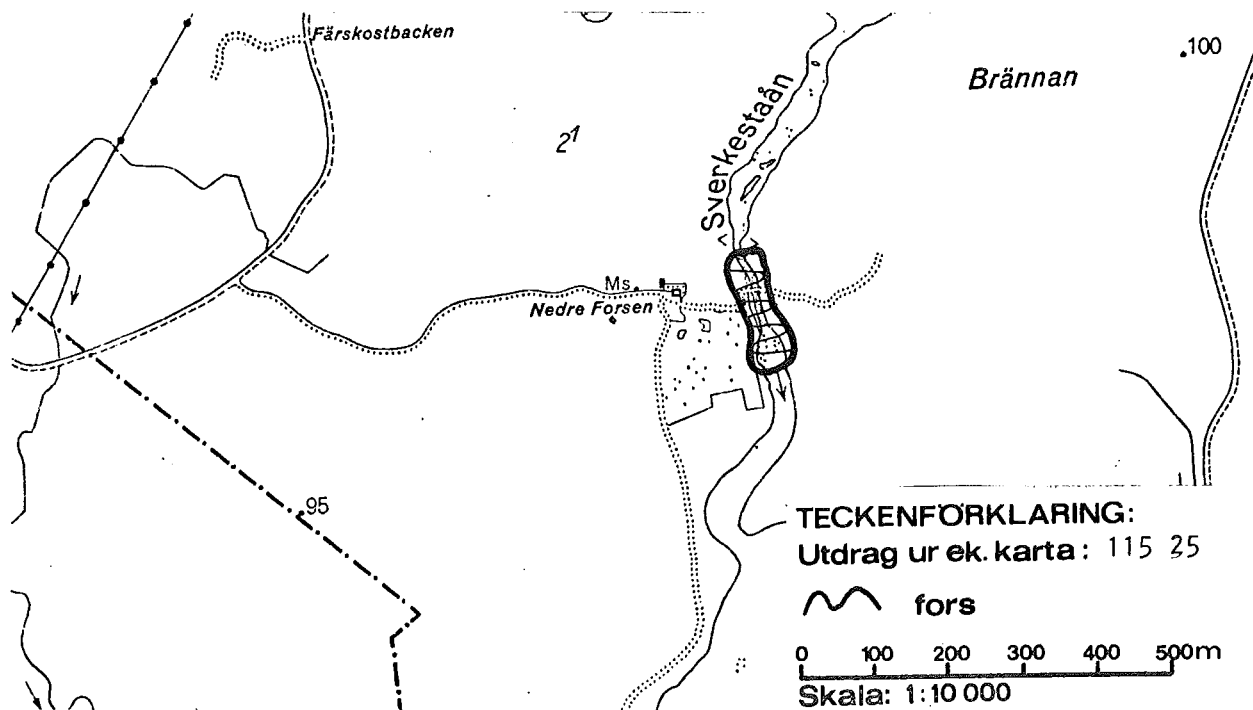 Färskostbacken
100
Brännan
21
Sverkestaån
Ms
Nedre Forsen
95
TECKENFÖRKLARING:
Utdrag ur ek. karta: 115 25
fors
0 100 200 300 400 500m
Skala: 1:10 000